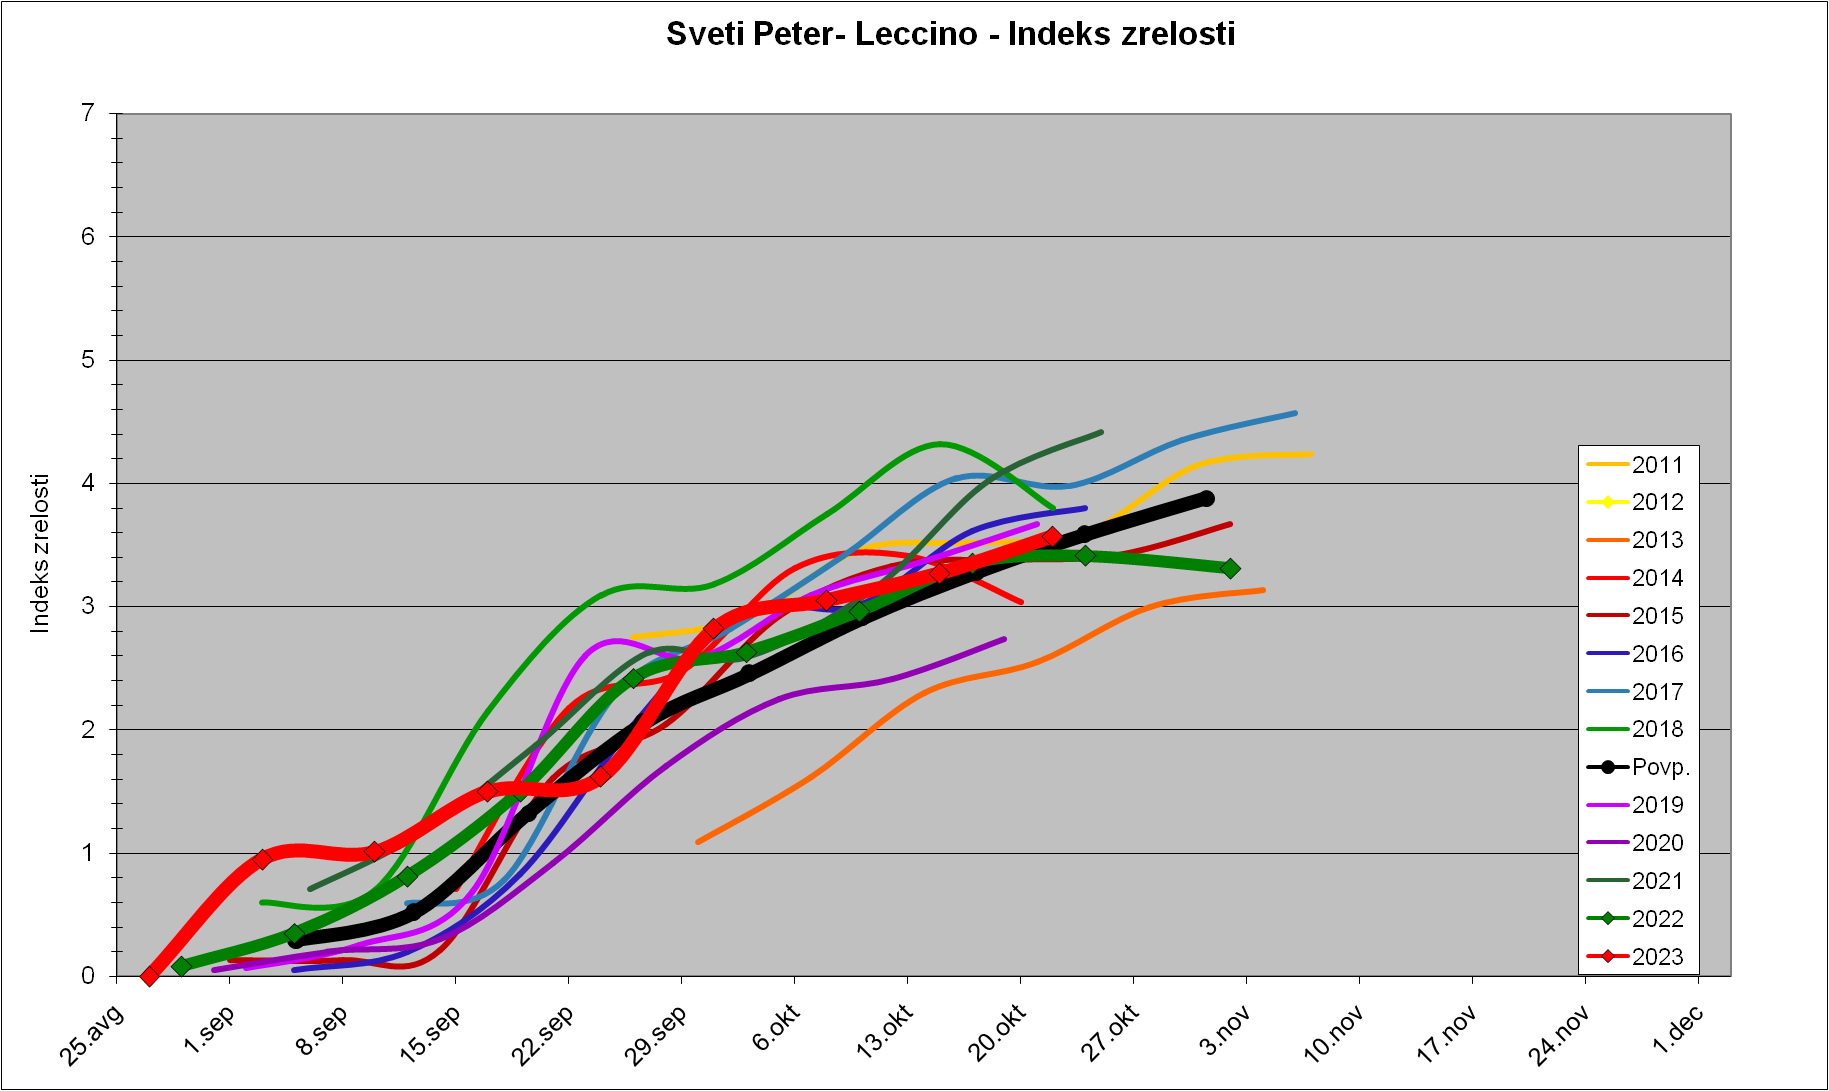 Sveti Peter- Leccino - Indeks zrelosti
Indeks zrelosti
7
6
5
4
3
2
1
0
25.avg
1.sep
8.sep
15.sep
22.sep
29.sep
6.okt
13.okt
20.okt
27.okt
3.nov
10.nov
17.nov
24.nov
1.dec
2011
2012
2013
2014
2015
2016
2017
2018
Povp.
2019
2020
2021
2022
2023